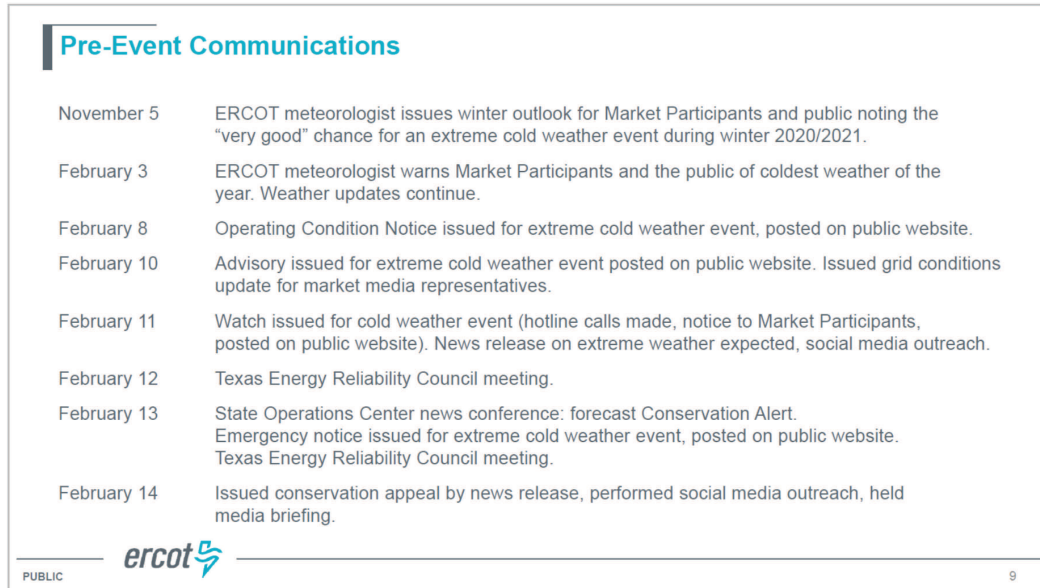 Pre-Event Communications
November 5 ERCOT meteorologist issues winter outlook for Market Participants and public noting the
“very good” chance for an extreme cold weather event during winter 2020/2021.
February 3 ERCOT meteorologist warns Market Participants and the public of coldest weather of the
year. Weather updates continue.
February 8 Operating Condition Notice issued for extreme cold weather event, posted on public website.
February 10 Advisory issued for extreme cold weather event posted on public website. Issued grid conditions
update for market media representatives.
February 11 Watch issued for cold weather event (hotline calls made, notice to Market Participants,
posted on public website). News release on extreme weather expected, social media outreach.
February 12 Texas Energy Reliability Council meeting.
February 13 State Operations Center news conference: forecast Conservation Alert.
Emergency notice issued for extreme cold weather event, posted on public website.
Texas Energy Reliability Council meeting.
February 14 Issued conservation appeal by news release, performed social media outreach, held
media briefing.
ercot
PUBLIC
9